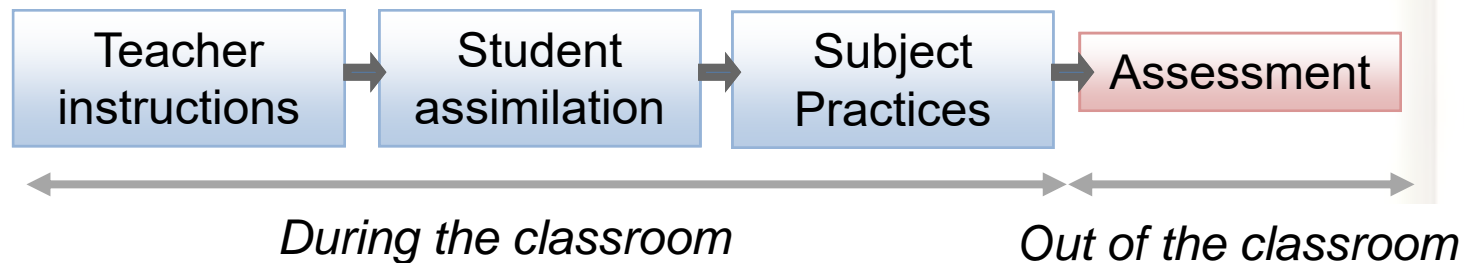 Teacher
instructions
Student
assimilation
Subject
Practices
Assessment
During the classroom
Out of the classroom